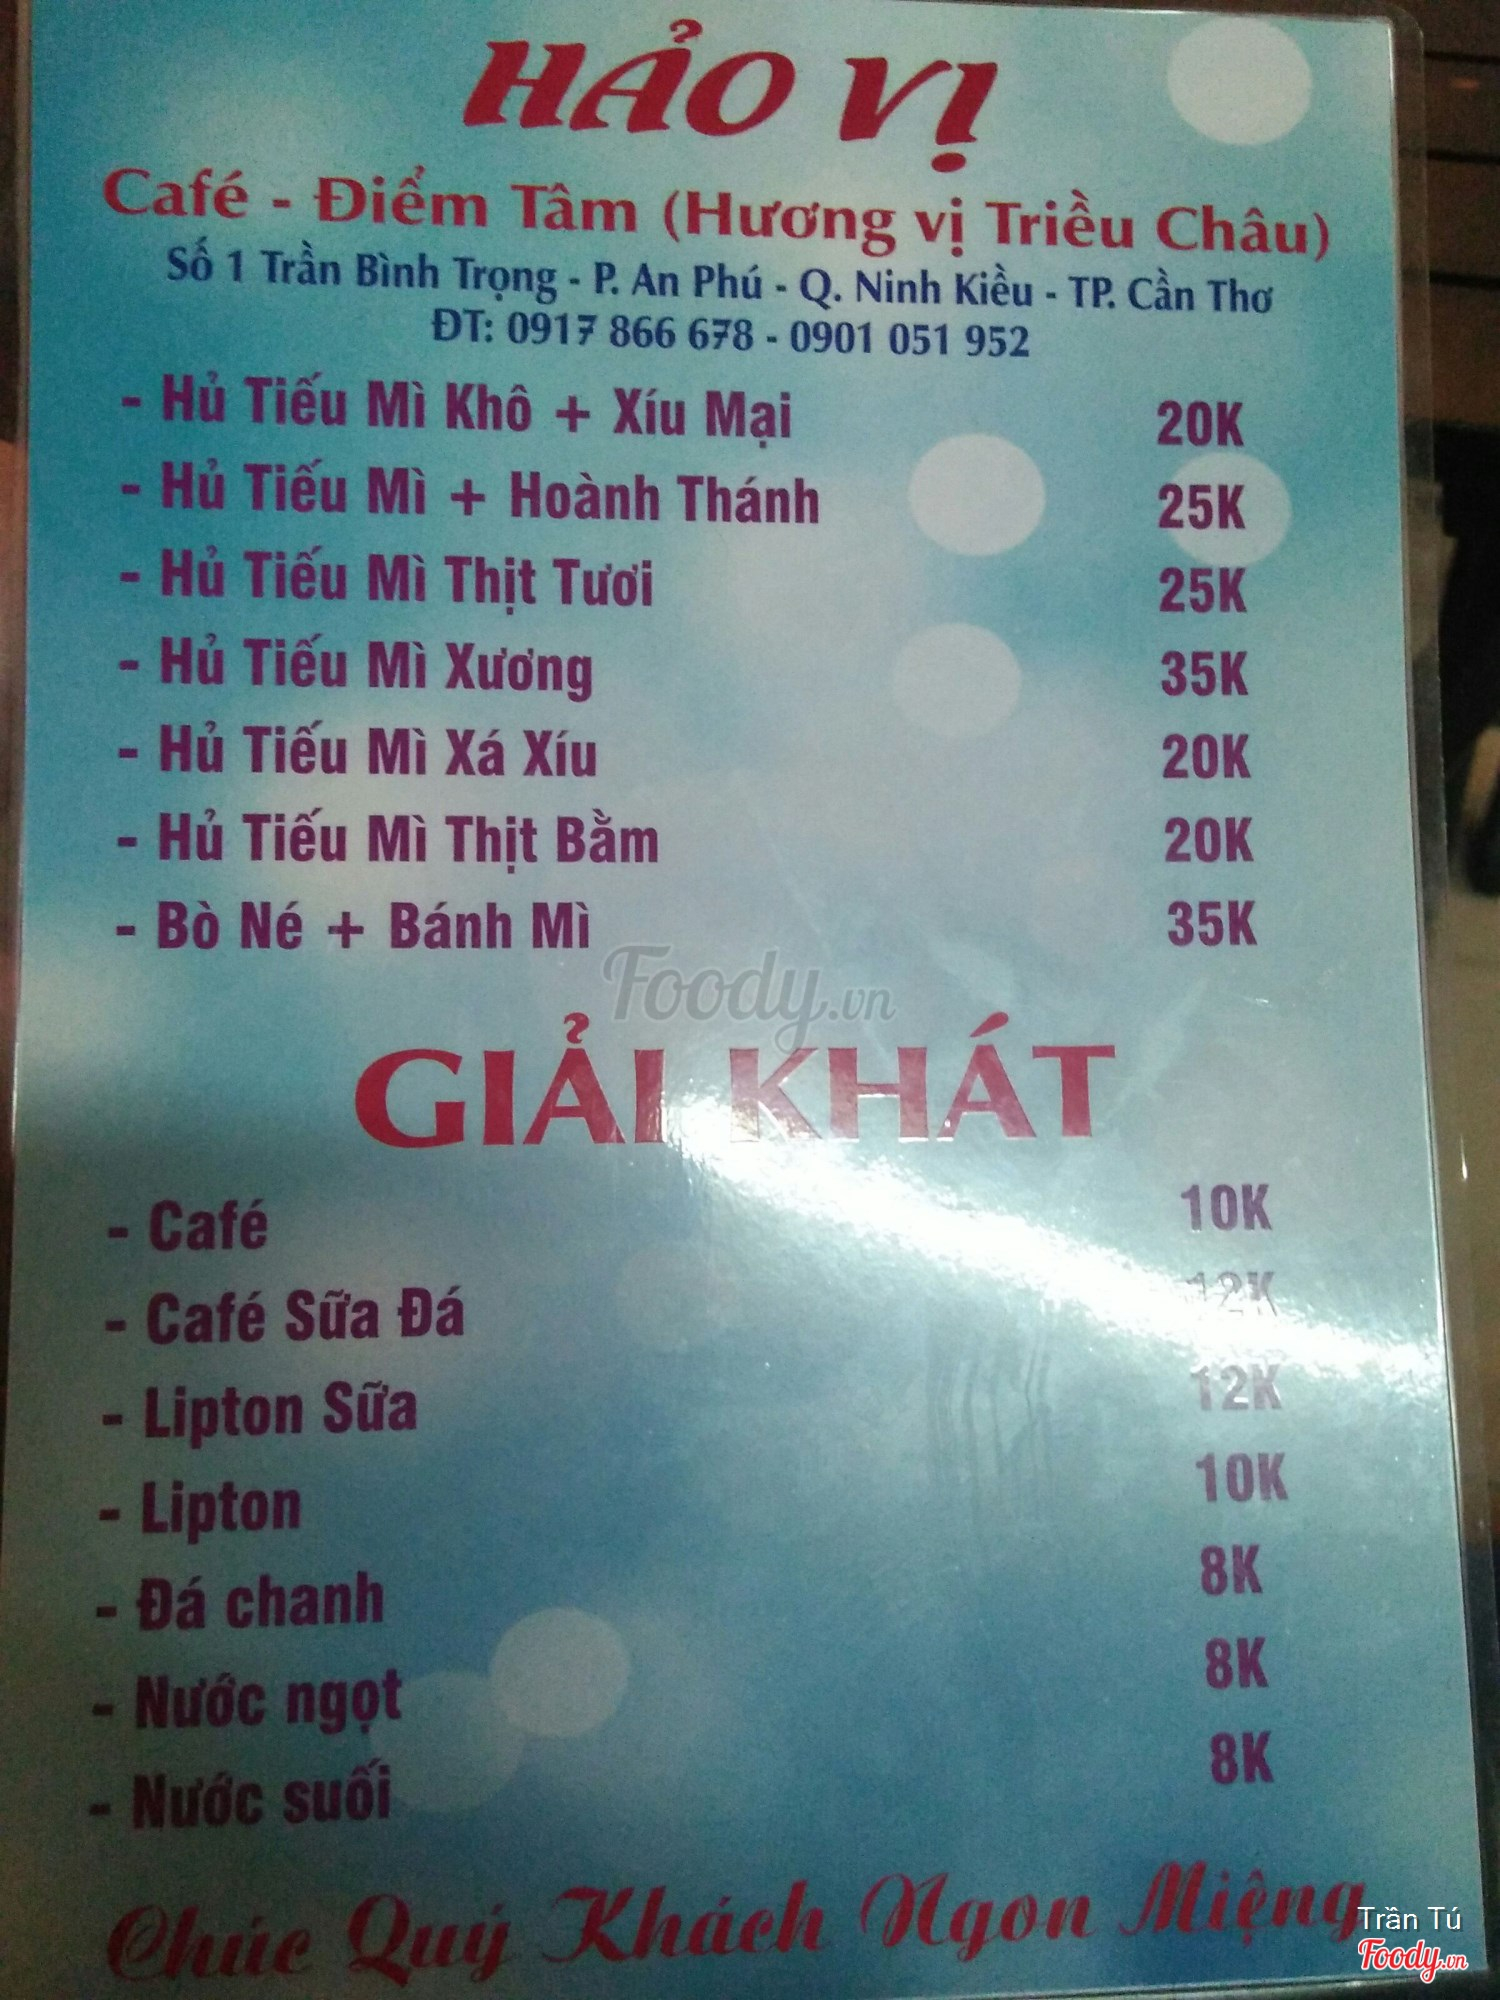 HẢO VỊ
Café - Điểm Tâm (Hương vị Triều Châu)
Số 1 Trần Bình Trọng - P. An Phú - Q. Ninh Kiều - TP. Cần Thơ
ĐT: 0917 866 678 - 0901 051 952
- Hủ Tiếu Mì Khô + Xíu Mại 20K
- Hủ Tiếu Mì + Hoành Thánh 25K
- Hủ Tiếu Mì Thịt Tươi 25K
- Hủ Tiếu Mì Xương 35K
- Hủ Tiếu Mì Xá Xíu 20K
- Hủ Tiếu Mì Thịt Bằm 20K
- Bò Né + Bánh Mì 35K
Foody.vn
GIẢI KHÁT
- Café 10K
- Café Sữa Đá 12K
- Lipton Sữa 12K
- Lipton 10K
- Đá chanh 8K
- Nước ngọt 8K
- Nước suối 8K
Chúc Quý Khách Ngon Miệng
Trần Tú
Foody.vn